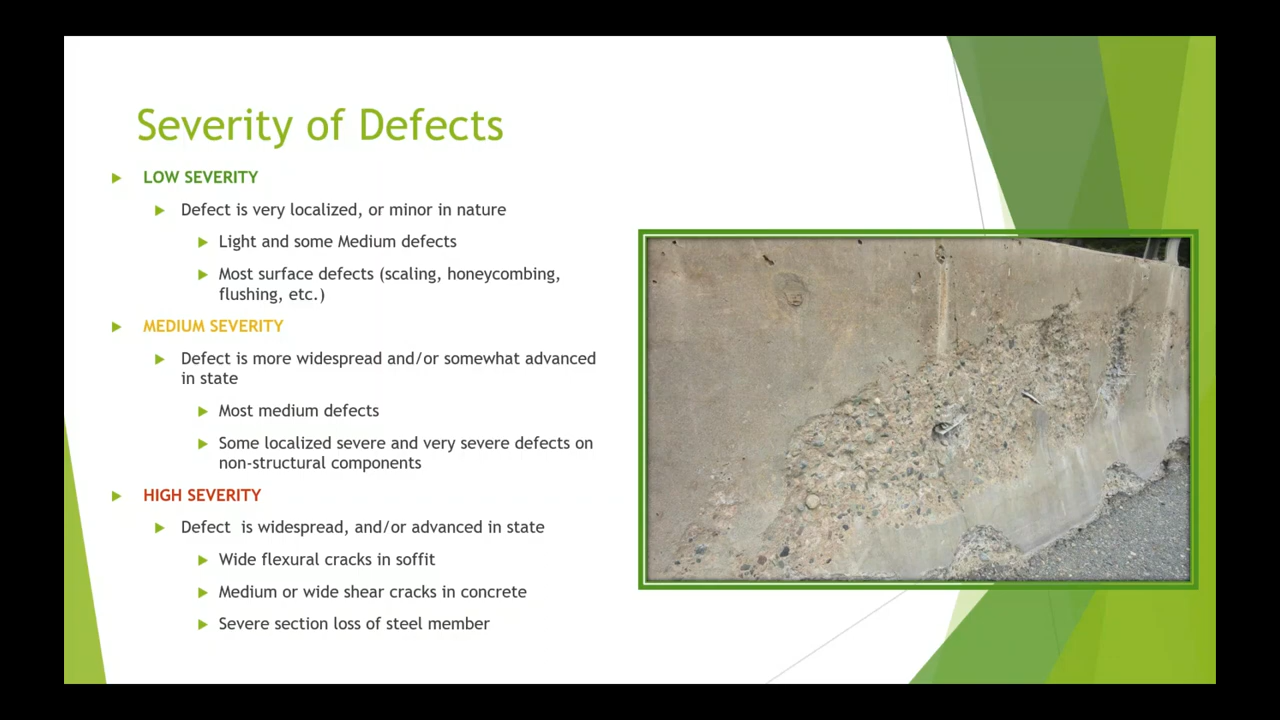 Severity of Defects
LOW SEVERITY
Defect is very localized, or minor in nature
Light and some Medium defects
Most surface defects (scaling, honeycombing,
flushing, etc.)
MEDIUM SEVERITY
Defect is more widespread and/or somewhat advanced
in state
Most medium defects
Some localized severe and very severe defects on
non-structural components
HIGH SEVERITY
Defect is widespread, and/or advanced in state
Wide flexural cracks in soffit
Medium or wide shear cracks in concrete
Severe section loss of steel member